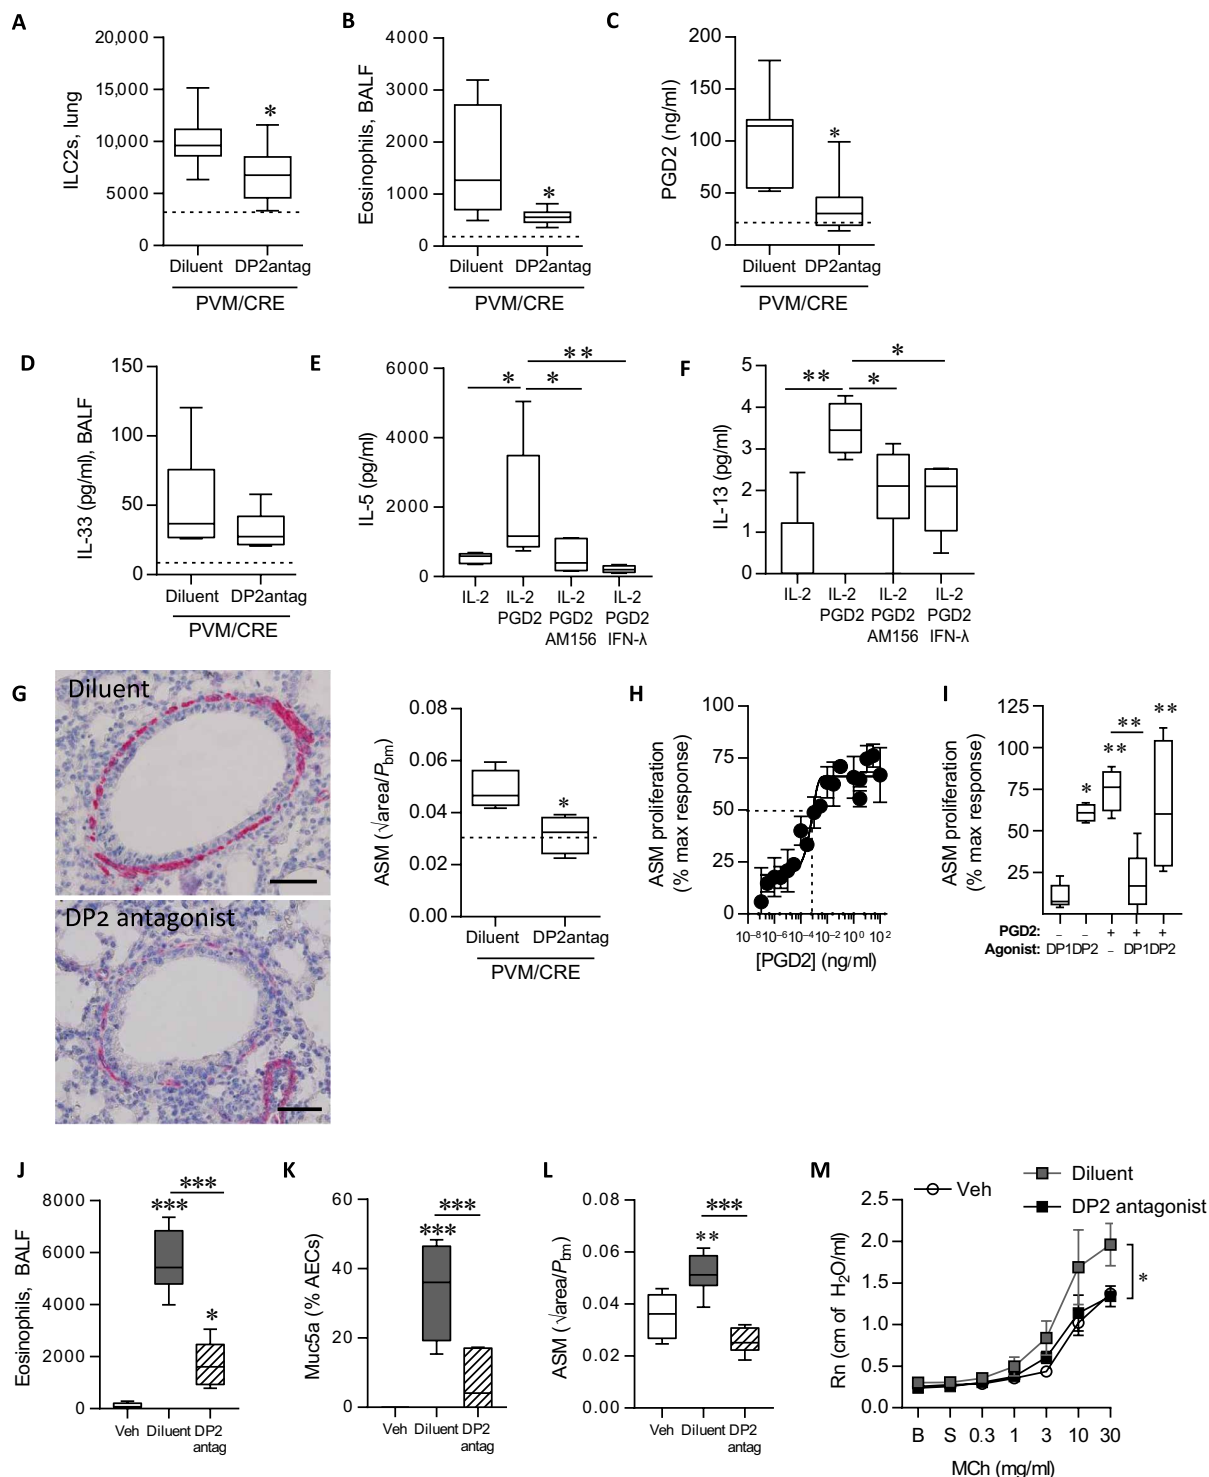 A
ILC2s, lung
20,000
15,000
10,000
5000
0
*
Diluent DP2antag
PVM/CRE
B
Eosinophils, BALF
4000
3000
2000
1000
0
*
Diluent DP2antag
PVM/CRE
C
PGD2 (ng/ml)
200
150
100
50
0
*
Diluent DP2antag
PVM/CRE
D
IL-33 (pg/ml), BALF
150
100
50
0
Diluent DP2antag
PVM/CRE
E
IL-5 (pg/ml)
6000
4000
2000
0
**
* *
IL-2 IL-2 IL-2 IL-2
PGD2 PGD2 PGD2
AM156 IFN-λ
F
IL-13 (pg/ml)
5
4
3
2
1
0
*
** *
IL-2 IL-2 IL-2 IL-2
PGD2 PGD2 PGD2
AM156 IFN-λ
G
Diluent
DP2 antagonist
ASM (√area/Pbm)
0.08
0.06
0.04
0.02
0.00
*
Diluent DP2antag
PVM/CRE
H
ASM proliferation
(% max response)
100
75
50
25
0
10⁻⁸ 10⁻⁶ 10⁻⁴ 10⁻² 10⁰ 10²
[PGD2] (ng/ml)
I
ASM proliferation
(% max response)
125
100
75
50
25
* ** ** **
PGD2: – – + + +
Agonist: DP1 DP2 – DP1 DP2
J
Eosinophils, BALF
8000
6000
4000
2000
0
***
***
*
Veh Diluent DP2
antag
K
Muc5a (% AECs)
60
40
20
0
***
***
Veh Diluent DP2
antag
L
ASM (√area/Pbm)
0.08
0.06
0.04
0.02
0.00
***
**
Veh Diluent DP2
antag
M
Veh
Diluent
DP2 antagonist
Rn (cm of H₂O/ml)
2.5
2.0
1.5
1.0
0.5
0.0
*
B S 0.3 1 3 10 30
MCh (mg/ml)